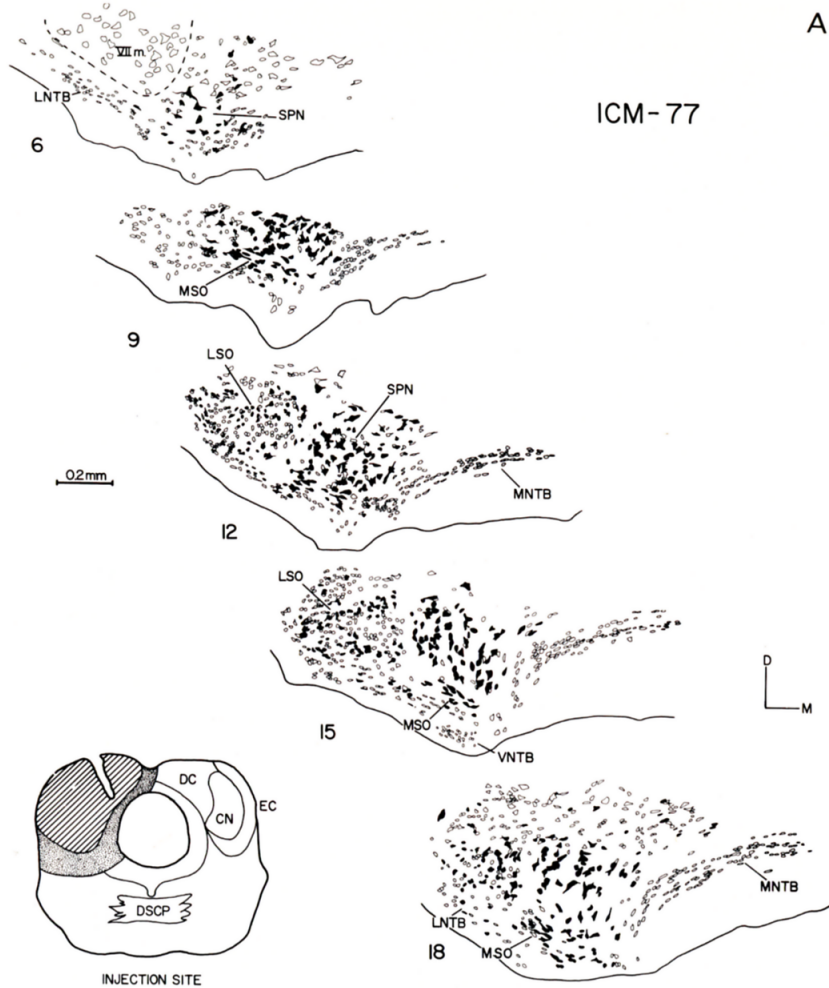 A
VII m.
LNTB
SPN
6
ICM-77
MSO
9
LSO
SPN
0.2mm
MNTB
12
LSO
D
M
MSO
15
VNTB
DC
CN
EC
DSCP
INJECTION SITE
MNTB
LNTB
MSO
18